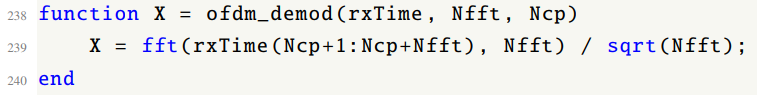 238 function X = ofdm_demod(rxTime, Nfft, Ncp)
239     X = fft(rxTime(Ncp+1:Ncp+Nfft), Nfft) / sqrt(Nfft);
240 end